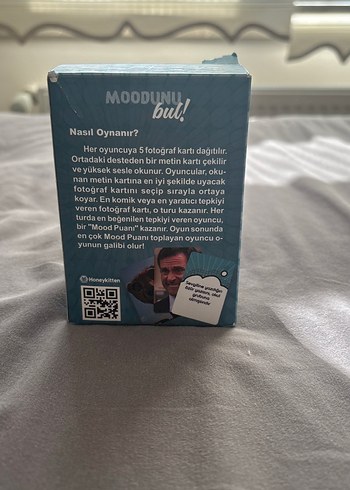 MOODUNU
bul!
Nasıl Oynanır?
Her oyuncuya 5 fotoğraf kartı dağıtılır.
Ortadaki desteden bir metin kartı çekilir
ve yüksek sesle okunur. Oyuncular, oku-
nan metin kartına en iyi şekilde uyacak
fotoğraf kartını seçip sırayla ortaya
koyar. En komik veya en yaratıcı tepkiyi
veren fotoğraf kartı, o turu kazanır. Her
turda en beğenilen tepkiyi veren oyuncu,
bir "Mood Puanı" kazanır. Oyun sonunda
en çok Mood Puanı toplayan oyuncu o-
yunun galibi olur!
Honeykitten
Sevgiline yazdığın